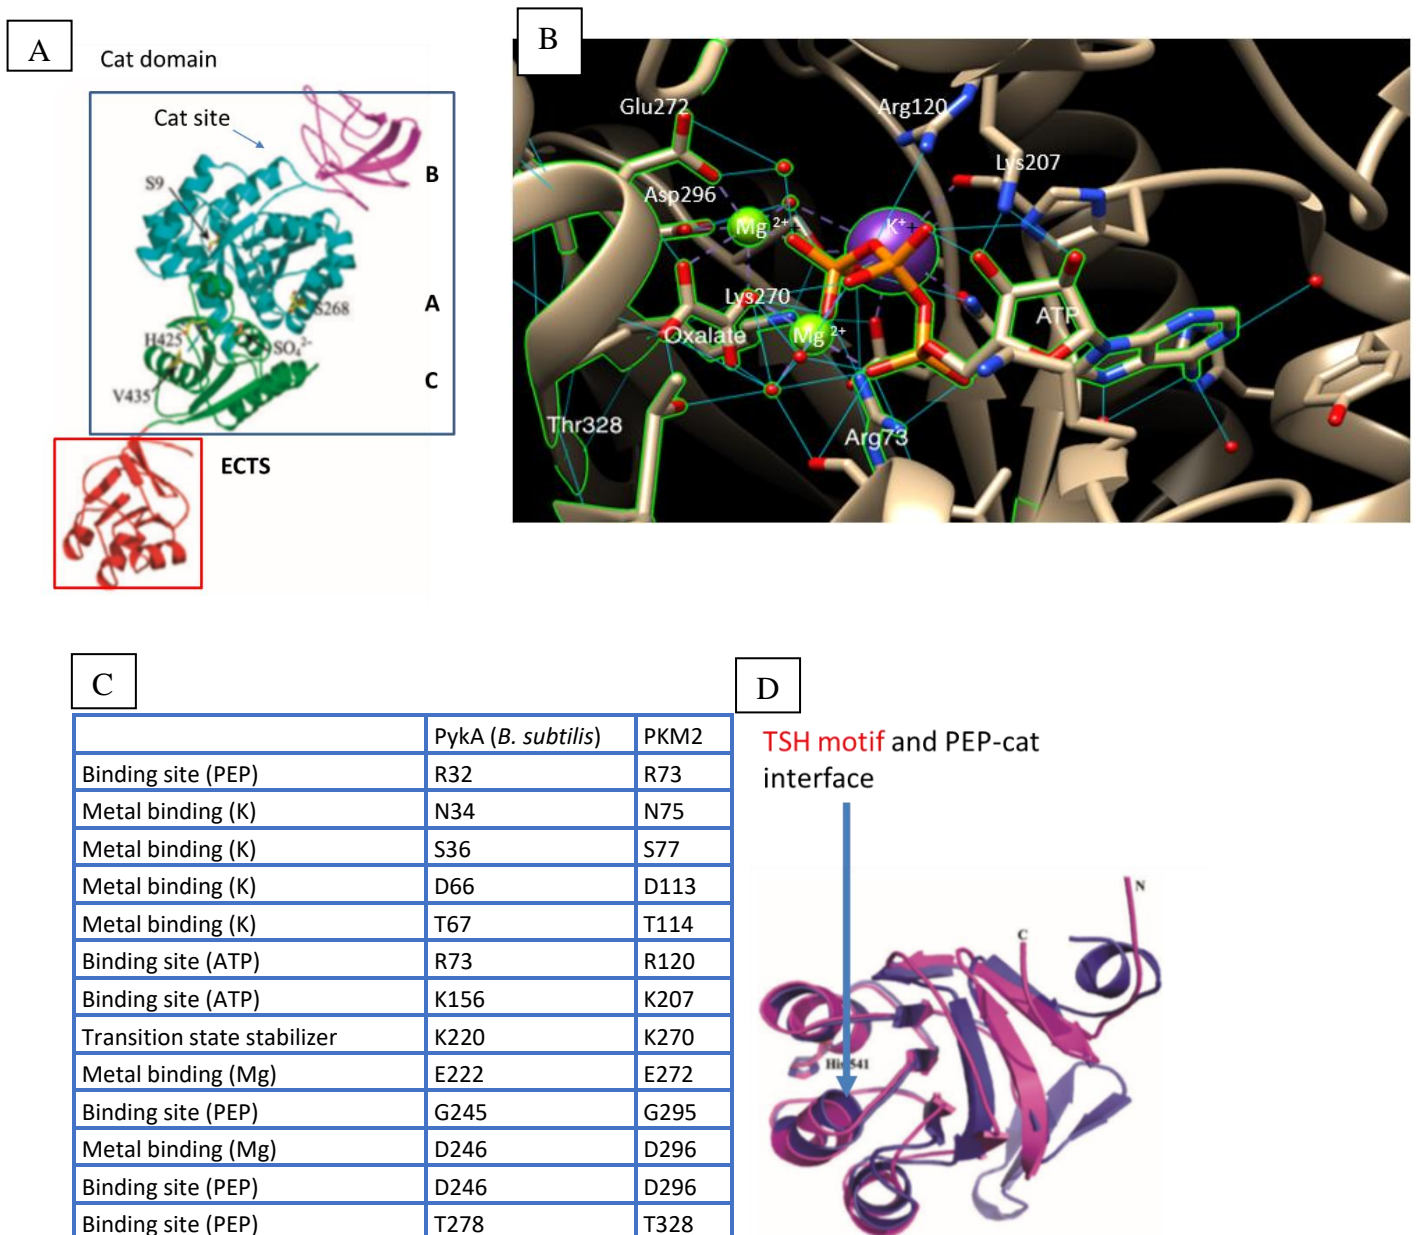 A
Cat domain
Cat site
B
S9
A
S268
H425
SO₄²⁻
C
V435
ECTS
B
Glu272
Arg120
Lys207
Asp296
Mg 2++
K++
Lys270
ATP
Oxalate
Mg 2+
Thr328
Arg73
C
PykA (B. subtilis) PKM2
Binding site (PEP) R32 R73
Metal binding (K) N34 N75
Metal binding (K) S36 S77
Metal binding (K) D66 D113
Metal binding (K) T67 T114
Binding site (ATP) R73 R120
Binding site (ATP) K156 K207
Transition state stabilizer K220 K270
Metal binding (Mg) E222 E272
Binding site (PEP) G245 G295
Metal binding (Mg) D246 D296
Binding site (PEP) D246 D296
Binding site (PEP) T278 T328
D
TSH motif and PEP-cat
interface
N
C